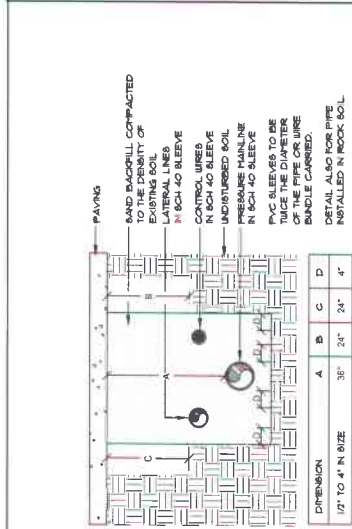 PAVING
SAND BACKFILL COMPACTED
TO THE DENSITY OF
EXISTING SOIL
LATERAL LINES
IN SCH 40 SLEEVE
CONTROL WIRES
IN SCH 40 SLEEVE
UNDISTURBED SOIL
PRESSURE MAINLINE
IN SCH 40 SLEEVE
PVC SLEEVES TO BE
TWICE THE DIAMETER
OF THE PIPE OR WIRE
BUNDLE CARRIED.
DETAIL ALSO FOR PIPE
INSTALLED IN ROCK SOIL.
A
B
C
D D D D
DIMENSION A B C D
1/2" TO 4" IN SIZE 36" 24" 24" 4"